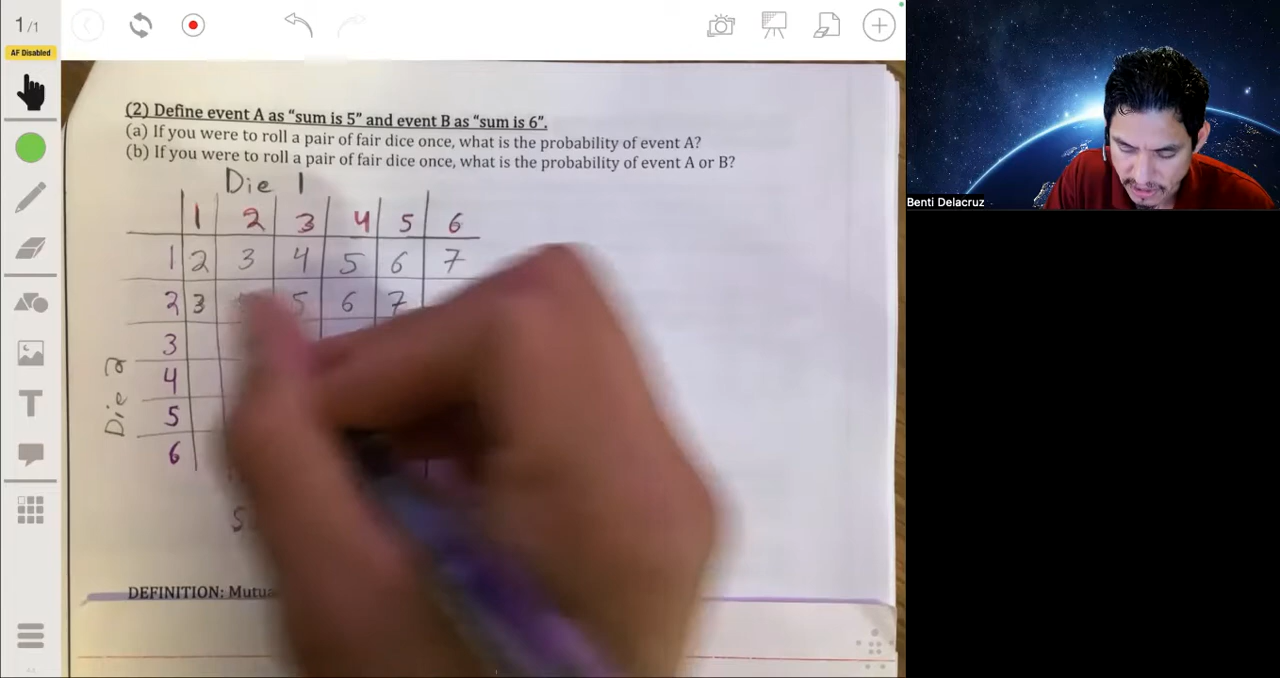 1/1
AF Disabled
(2) Define event A as “sum is 5” and event B as “sum is 6”.
(a) If you were to roll a pair of fair dice once, what is the probability of event A?
(b) If you were to roll a pair of fair dice once, what is the probability of event A or B?
Die 1
1 2 3 4 5 6
1 2 3 4 5 6 7
2 3 5 6 7
3
4
5
6
Die 2
S
DEFINITION:
T
Benti Delacruz